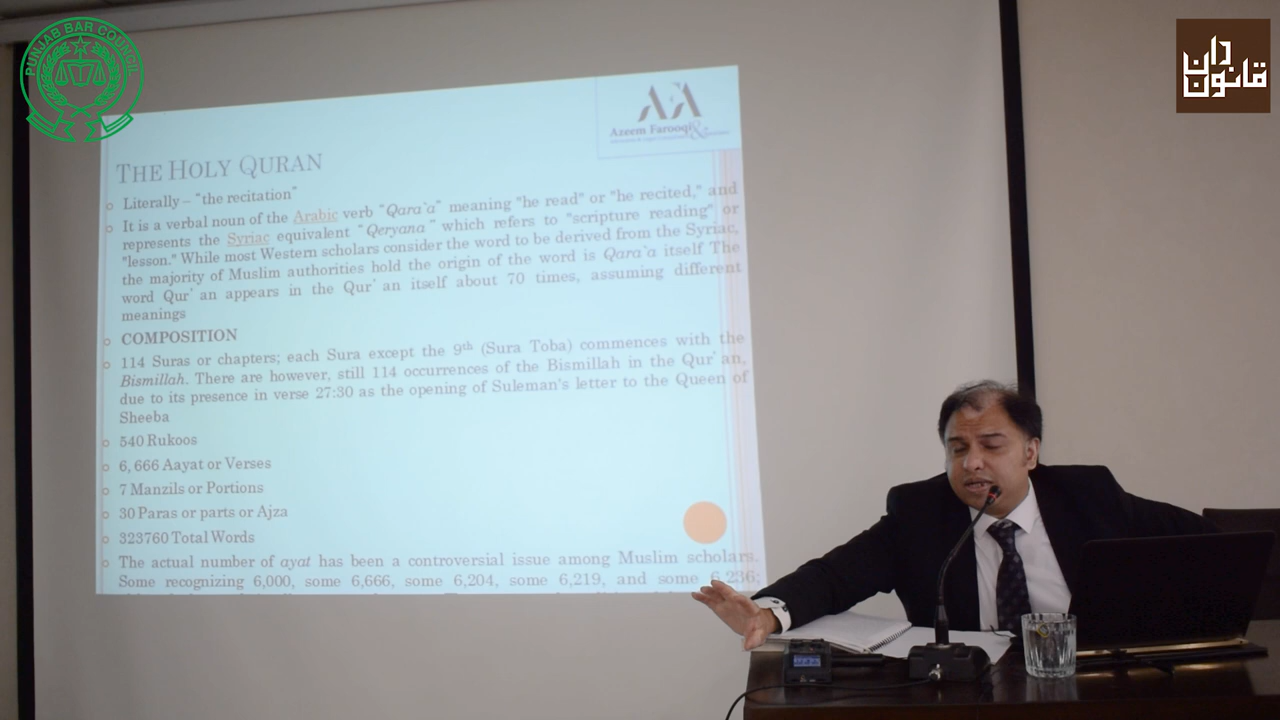 PUNJAB BAR COUNCIL
قانون دان
AFA
Azeem Farooqi &
THE HOLY QURAN
Literally – "the recitation"
It is a verbal noun of the Arabic verb "Qara`a" meaning "he read" or "he recited," and
represents the Syriac equivalent "Qeryana" which refers to "scripture reading" or
"lesson." While most Western scholars consider the word to be derived from the Syriac,
the majority of Muslim authorities hold the origin of the word is Qara`a itself The
word Qur'an appears in the Qur'an itself about 70 times, assuming different
meanings
COMPOSITION
114 Suras or chapters; each Sura except the 9th (Sura Toba) commences with the
Bismillah. There are however, still 114 occurrences of the Bismillah in the Qur'an,
due to its presence in verse 27:30 as the opening of Suleman's letter to the Queen of
Sheeba
540 Rukoos
6, 666 Aayat or Verses
7 Manzils or Portions
30 Paras or parts or Ajza
323760 Total Words
The actual number of ayat has been a controversial issue among Muslim scholars.
Some recognizing 6,000, some 6,666, some 6,204, some 6,219, and some 6,236;